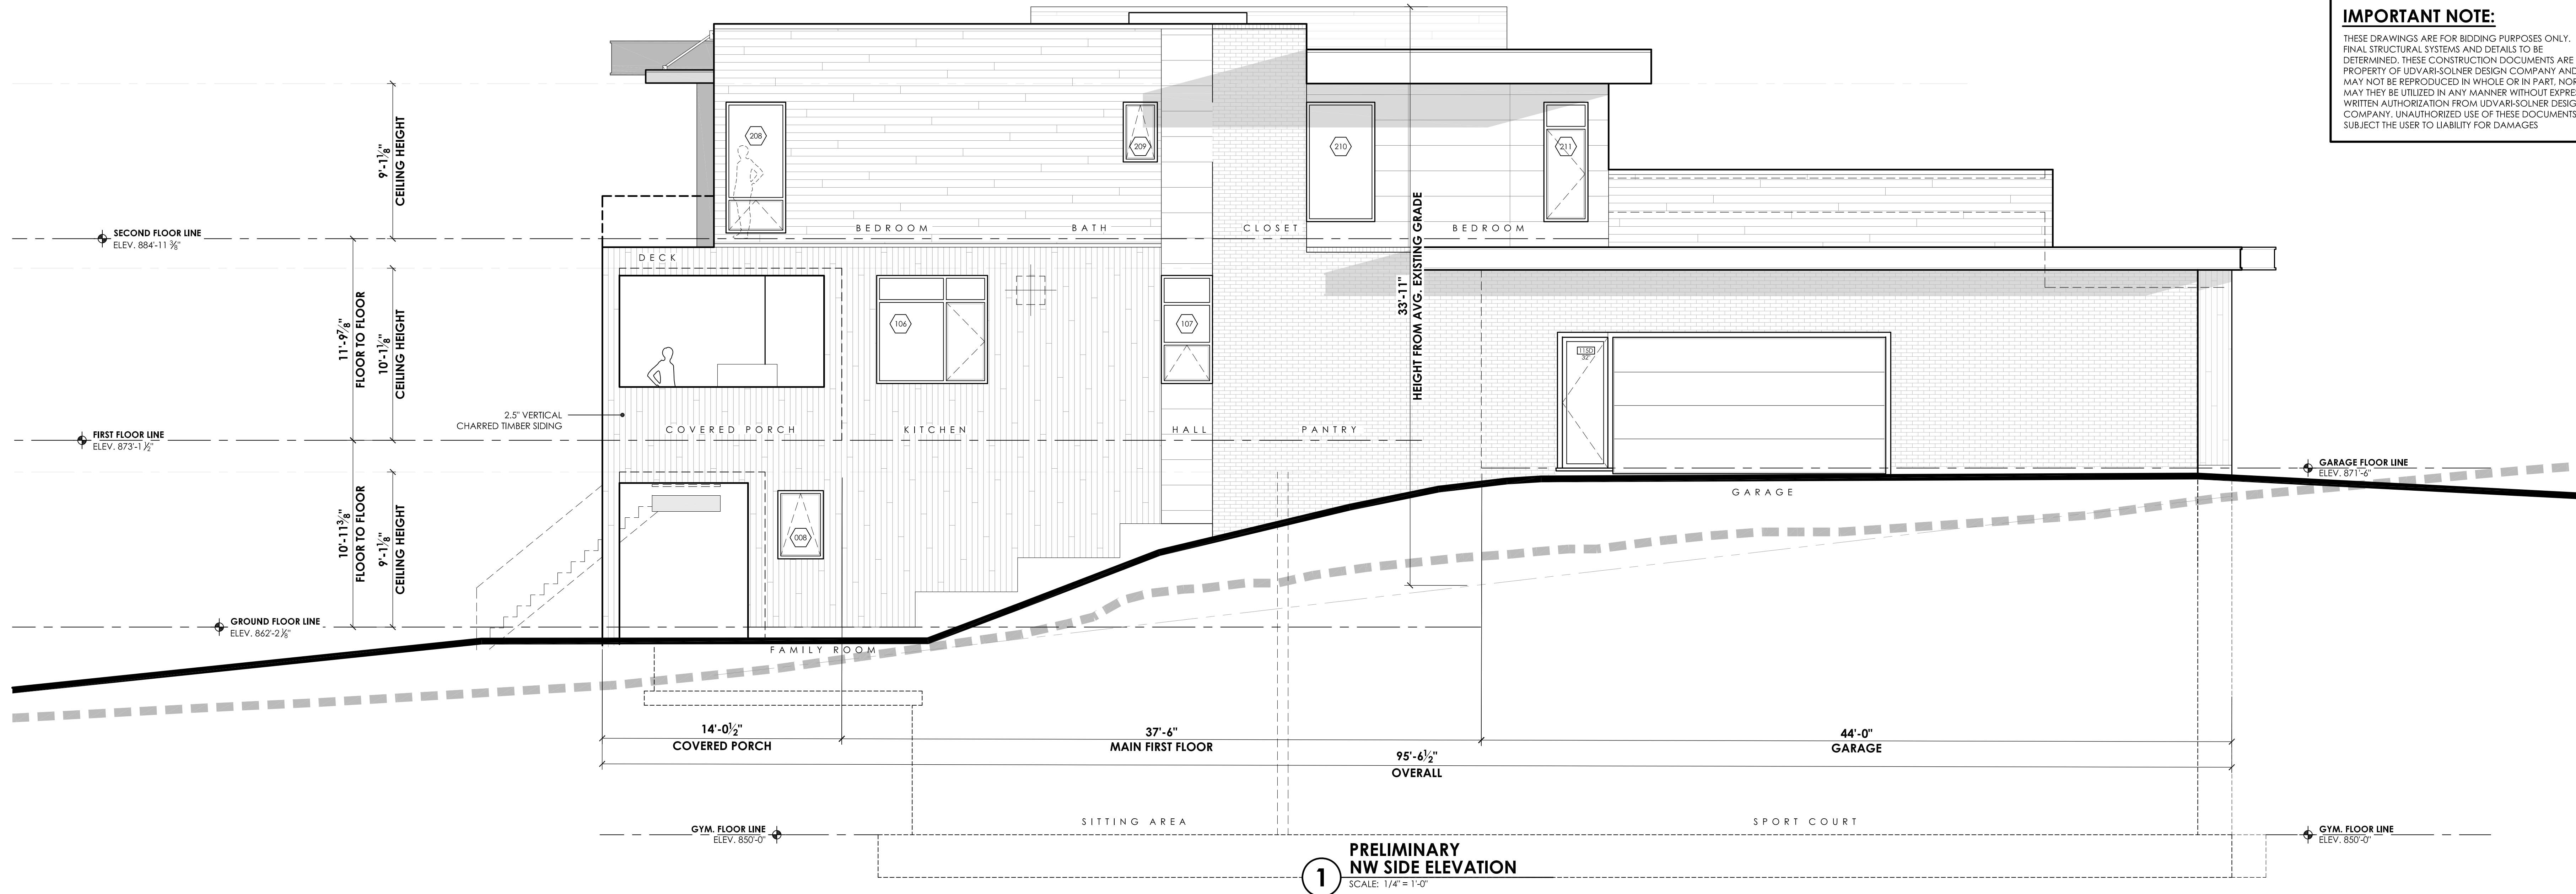 IMPORTANT NOTE:
THESE DRAWINGS ARE FOR BIDDING PURPOSES ONLY.
FINAL STRUCTURAL SYSTEMS AND DETAILS TO BE
DETERMINED. THESE CONSTRUCTION DOCUMENTS ARE
PROPERTY OF UDVARI-SOLNER DESIGN COMPANY AND
MAY NOT BE REPRODUCED IN WHOLE OR IN PART, NOR
MAY THEY BE UTILIZED IN ANY MANNER WITHOUT
WRITTEN AUTHORIZATION FROM UDVARI-SOLNER
COMPANY. UNAUTHORIZED USE OF THESE DOCUMENTS
SUBJECT THE USER TO LIABILITY FOR DAMAGES
9'-1⅛"
CEILING HEIGHT
208
209
210
211
33'-11"
HEIGHT FROM AVG. EXISTING GRADE
SECOND FLOOR LINE
ELEV. 884'-11 ⅜"
BEDROOM
BATH
CLOSET
BEDROOM
DECK
11'-9⅞"
FLOOR TO FLOOR
10'-1⅛"
CEILING HEIGHT
106
107
115D
32"
2.5" VERTICAL
CHARRED TIMBER SIDING
FIRST FLOOR LINE
ELEV. 873'-1 ½"
COVERED PORCH
KITCHEN
HALL
PANTRY
GARAGE FLOOR LINE
ELEV. 871'-6"
GARAGE
10'-11⅜"
FLOOR TO FLOOR
9'-1⅛"
CEILING HEIGHT
008
GROUND FLOOR LINE
ELEV. 862'-2 ⅛"
FAMILY ROOM
14'-0½"
COVERED PORCH
37'-6"
MAIN FIRST FLOOR
44'-0"
GARAGE
95'-6½"
OVERALL
SITTING AREA
SPORT COURT
GYM. FLOOR LINE
ELEV. 850'-0"
GYM. FLOOR LINE
ELEV. 850'-0"
1
PRELIMINARY
NW SIDE ELEVATION
SCALE: 1/4" = 1'-0"